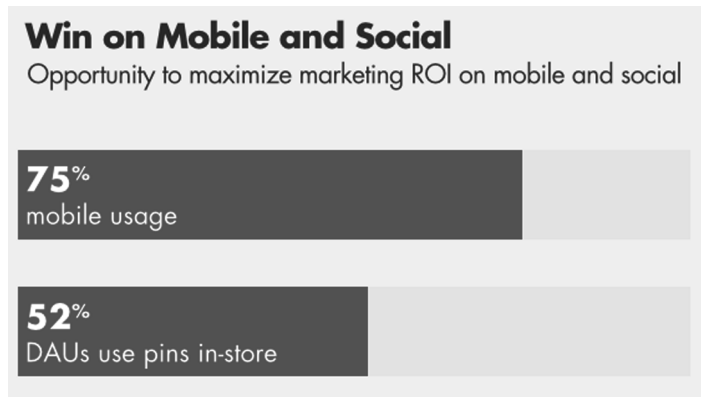 Win on Mobile and Social
Opportunity to maximize marketing ROI on mobile and social
75%
mobile usage
52%
DAUs use pins in-store